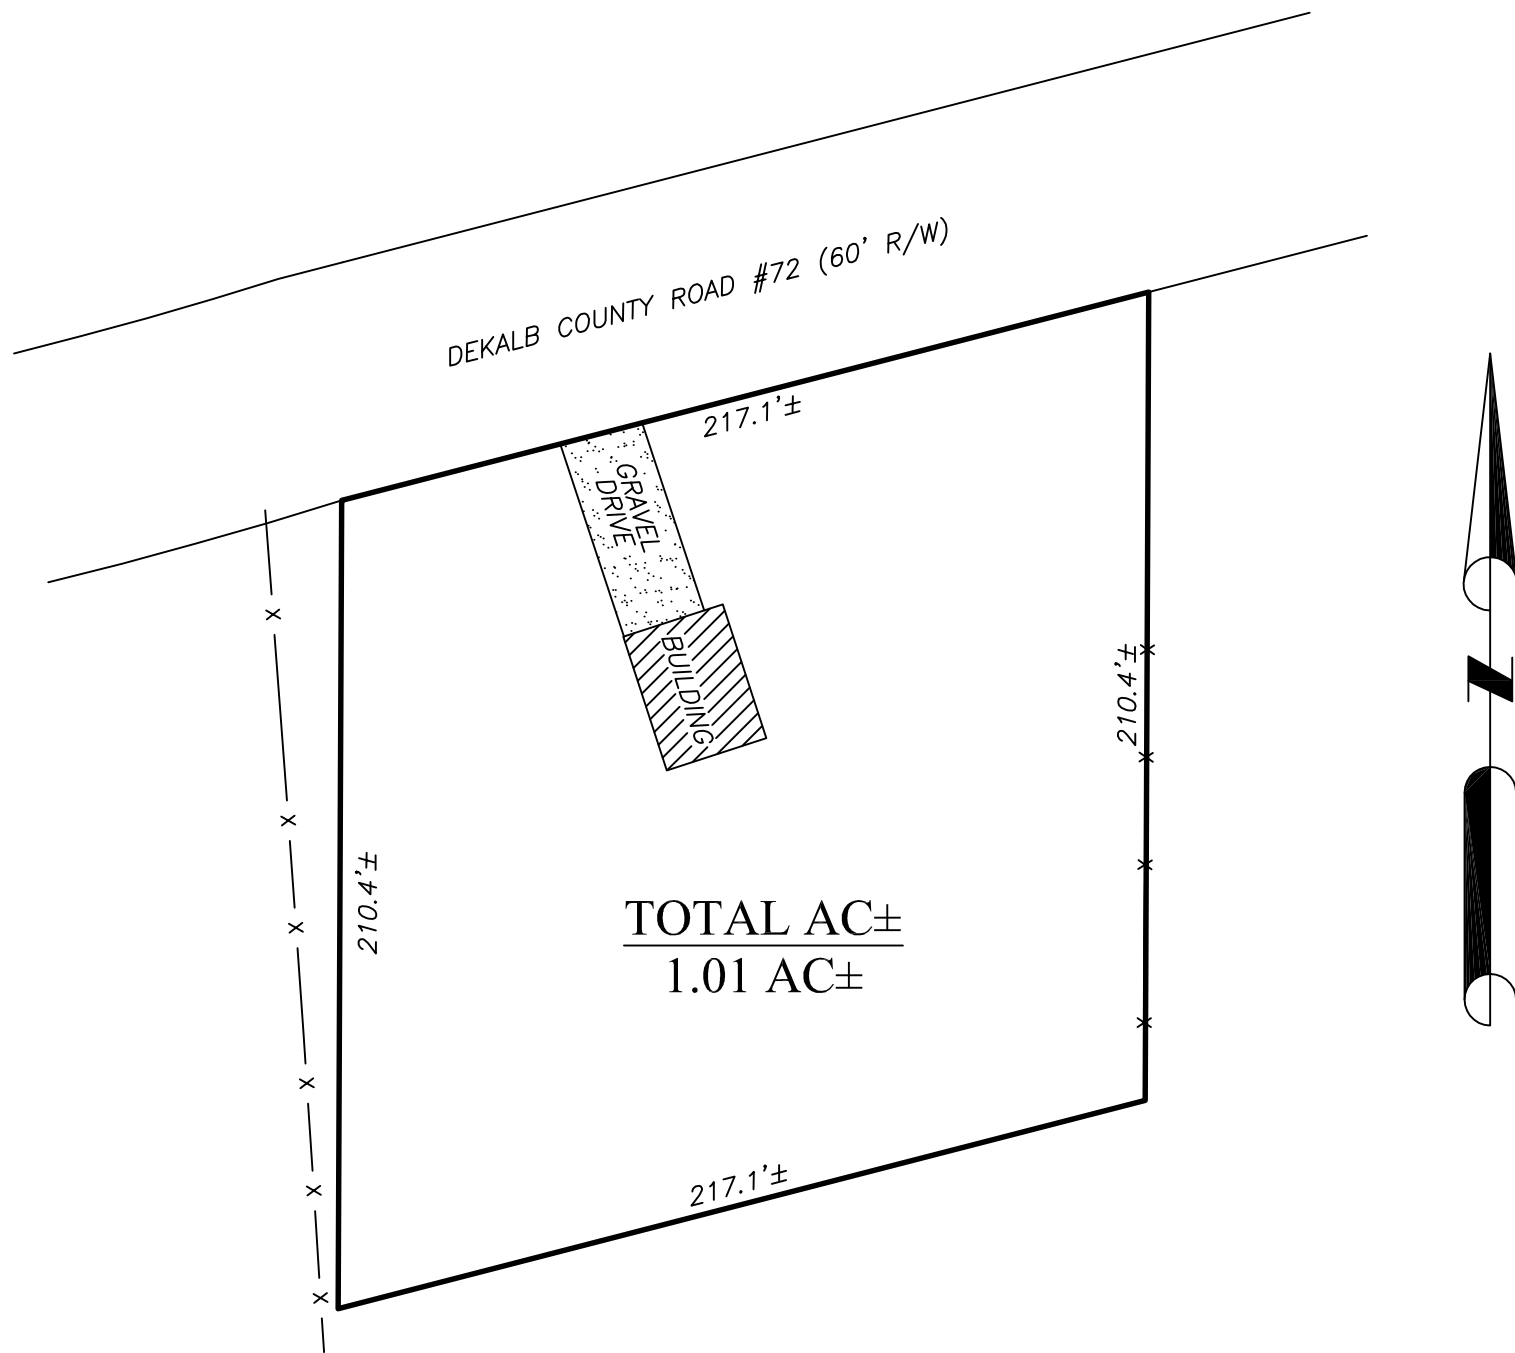 DEKALB COUNTY ROAD #72 (60' R/W)
217.1'±
GRAVEL
DRIVE
BUILDING
210.4'±
N
210.4'±
TOTAL AC±
1.01 AC±
217.1'±